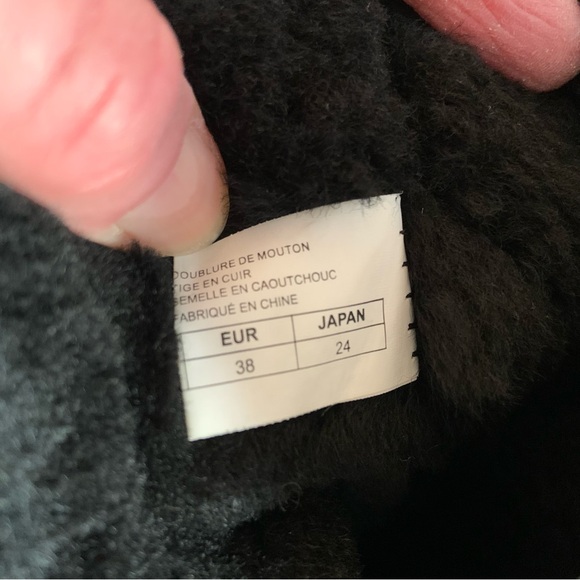 DOUBLURE DE MOUTON
TIGE EN CUIR
SEMELLE EN CAOUTCHOUC
FABRIQUÉ EN CHINE
EUR JAPAN
38 24